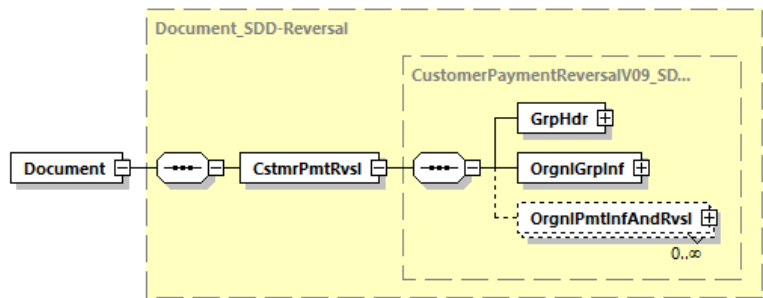 Document_SDD-Reversal
CustomerPaymentReversalV09_SD...
GrpHdr
Document
CstmrPmtRvsl
OrgnlGrpInf
OrgnlPmtInfAndRvsl
0..∞